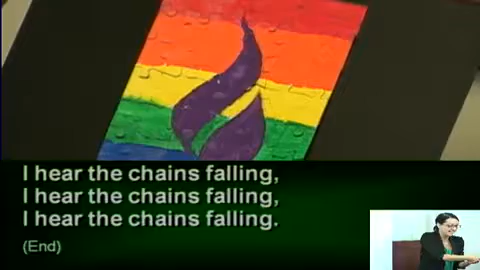 I hear the chains falling,
I hear the chains falling,
I hear the chains falling.
(End)